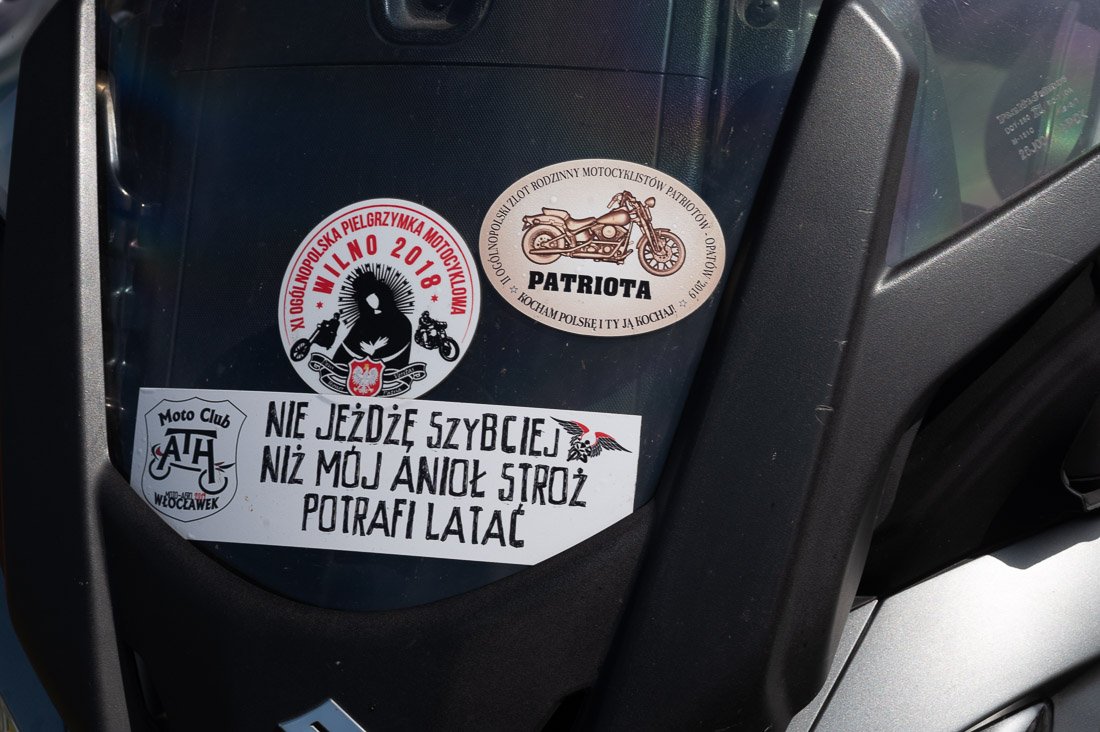 XI OGÓLNOPOLSKA PIELGRZYMKA MOTOCYKLOWA
WILNO 2018
II OGÓLNOPOLSKI ZLOT RODZINNY MOTOCYKLISTÓW PATRIOTÓW - OPATÓW 2019
PATRIOTA
KOCHAM POLSKĘ I TY JĄ KOCHAJ!
Moto Club
ATH
WŁOCŁAWEK
NIE JEŻDŻĘ SZYBCIEJ
NIŻ MÓJ ANIOŁ STRÓŻ
POTRAFI LATAĆ